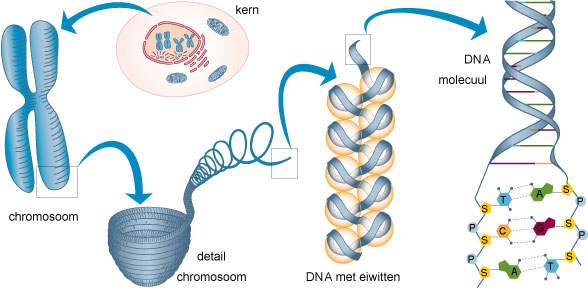 kern
DNA
molecuul
chromosoom
detail
chromosoom
DNA met eiwitten
S T A S
P P
S C G S
P P
S A T S